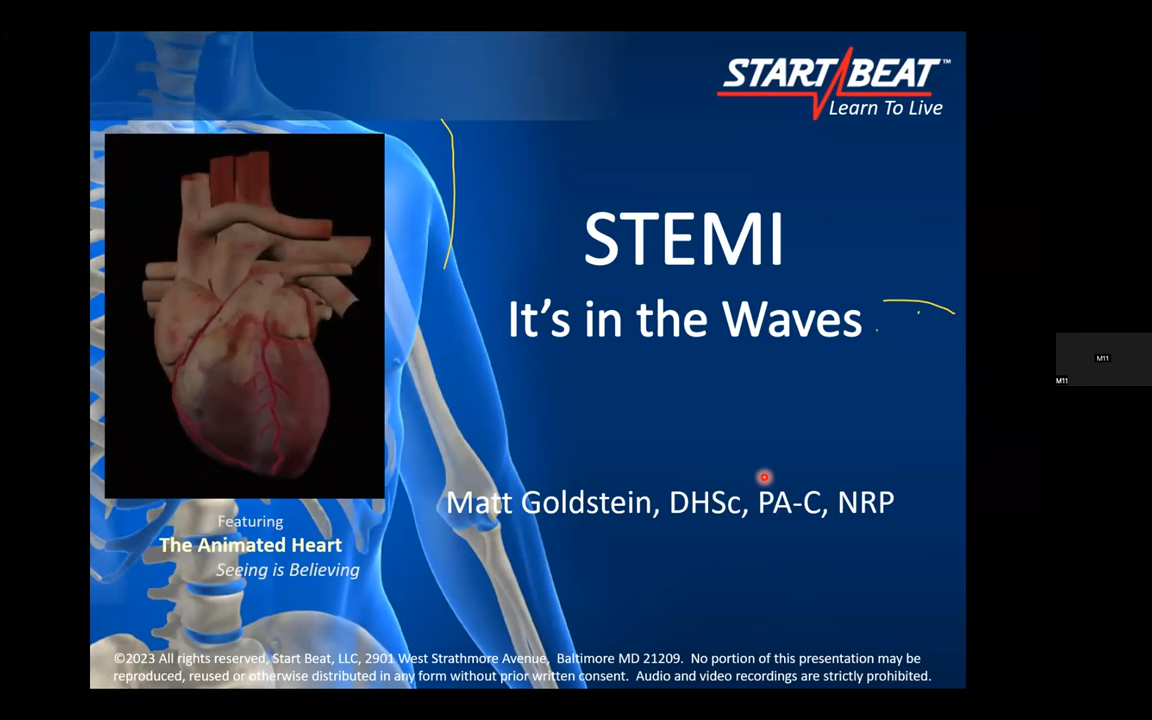 START BEAT™
Learn To Live
STEMI
It's in the Waves
Matt Goldstein, DHSc, PA-C, NRP
Featuring
The Animated Heart
Seeing is Believing
©2023 All rights reserved, Start Beat, LLC, 2901 West Strathmore Avenue, Baltimore MD 21209. No portion of this presentation may be
reproduced, reused or otherwise distributed in any form without prior written consent. Audio and video recordings are strictly prohibited.
M11
M11